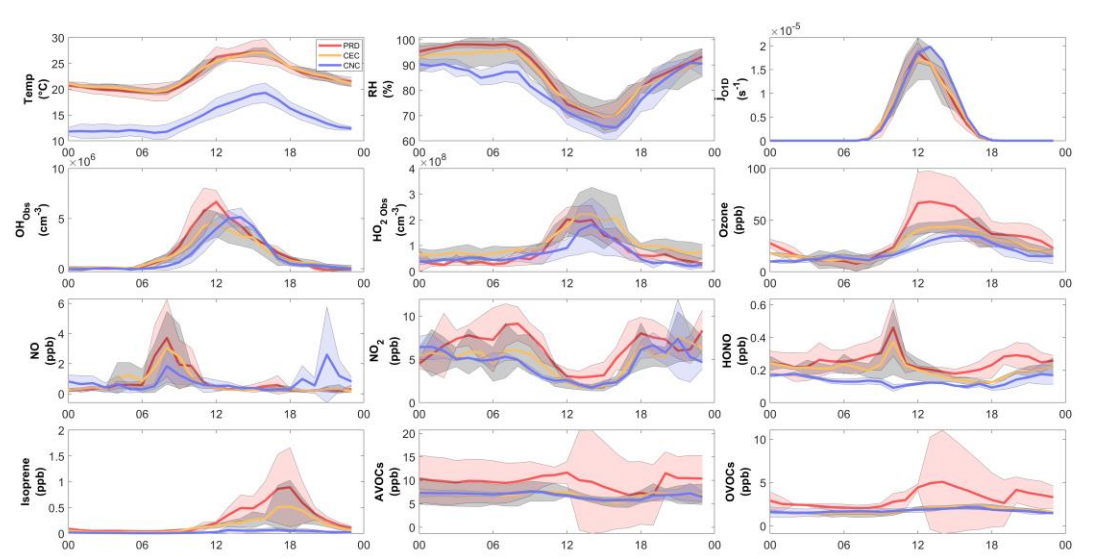 30
25
20
15
10
Temp
(°C)
PRD
CEC
CNC
00 06 12 18 00
100
90
80
70
60
RH
(%)
00 06 12 18 00
×10⁻⁵
2
1.5
1
0.5
0
jO1D
(s⁻¹)
00 06 12 18 00
×10⁶
10
5
0
OHObs
(cm⁻³)
00 06 12 18 00
×10⁸
4
3
2
1
0
HO2 Obs
(cm⁻³)
00 06 12 18 00
100
50
0
Ozone
(ppb)
00 06 12 18 00
6
4
2
0
NO
(ppb)
00 06 12 18 00
10
5
0
NO2
(ppb)
00 06 12 18 00
0.6
0.4
0.2
0
HONO
(ppb)
00 06 12 18 00
2
1.5
1
0.5
0
Isoprene
(ppb)
00 06 12 18 00
20
15
10
5
0
AVOCs
(ppb)
00 06 12 18 00
10
5
0
OVOCs
(ppb)
00 06 12 18 00